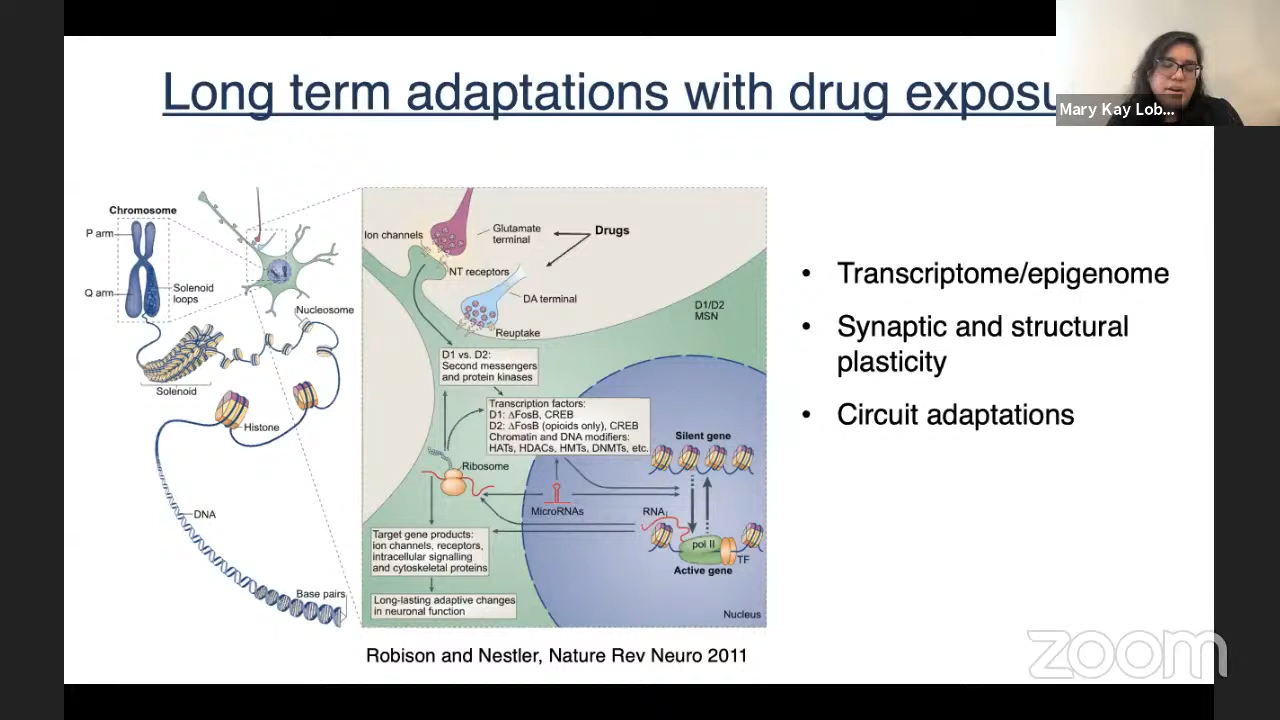 Long term adaptations with drug exposu
Mary Kay Lob...
Chromosome
P arm
Q arm
Solenoid
loops
Nucleosome
Solenoid
Histone
DNA
Base pairs
Ion channels
Glutamate
terminal
Drugs
NT receptors
DA terminal
Reuptake
D1/D2
MSN
D1 vs. D2:
Second messengers
and protein kinases
Transcription factors:
D1: ΔFosB, CREB
D2: ΔFosB (opioids only), CREB
Chromatin and DNA modifiers:
HATs, HDACs, HMTs, DNMTs, etc.
Silent gene
Ribosome
MicroRNAs
RNA
pol II
TF
Active gene
Target gene products:
ion channels, receptors,
intracellular signalling
and cytoskeletal proteins
Long-lasting adaptive changes
in neuronal function
Nucleus
• Transcriptome/epigenome
• Synaptic and structural
plasticity
• Circuit adaptations
Robison and Nestler, Nature Rev Neuro 2011
zoom